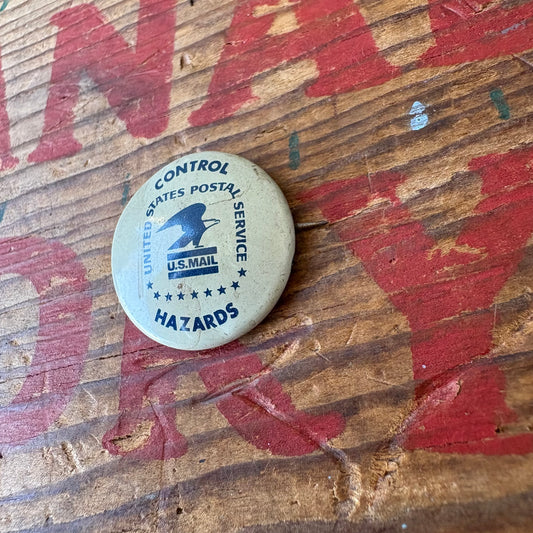 CONTROL
UNITED STATES POSTAL SERVICE
U.S.MAIL
HAZARDS